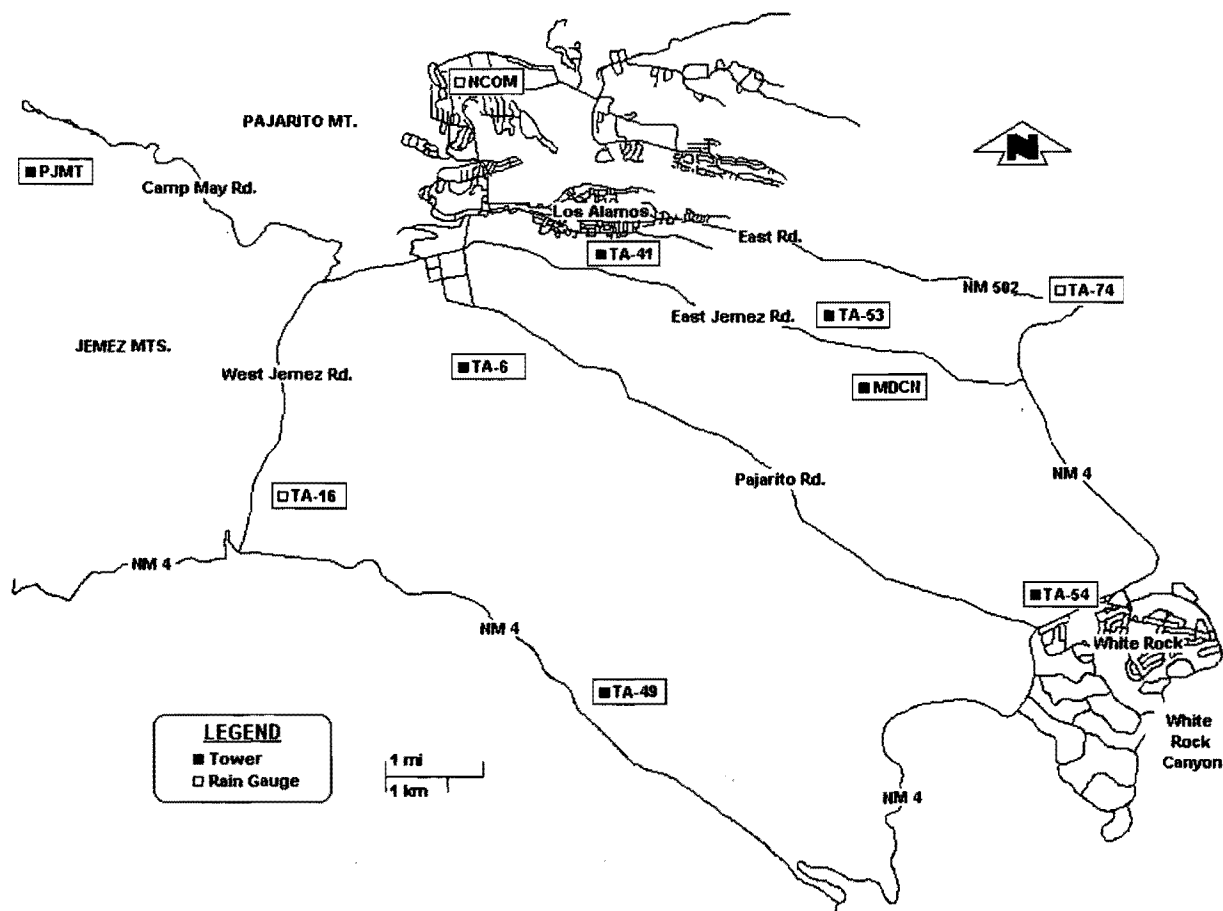 NCOM
PAJARITO MT.
N
PJMT
Camp May Rd.
Los Alamos
East Rd.
TA-41
NM 502
TA-74
East Jemez Rd.
TA-53
JEMEZ MTS.
West Jemez Rd.
TA-6
MDCN
Pajarito Rd.
NM 4
TA-16
NM 4
TA-54
NM 4
White Rock
TA-49
LEGEND
Tower
Rain Gauge
1 mi
1 km
White
Rock
Canyon
NM 4